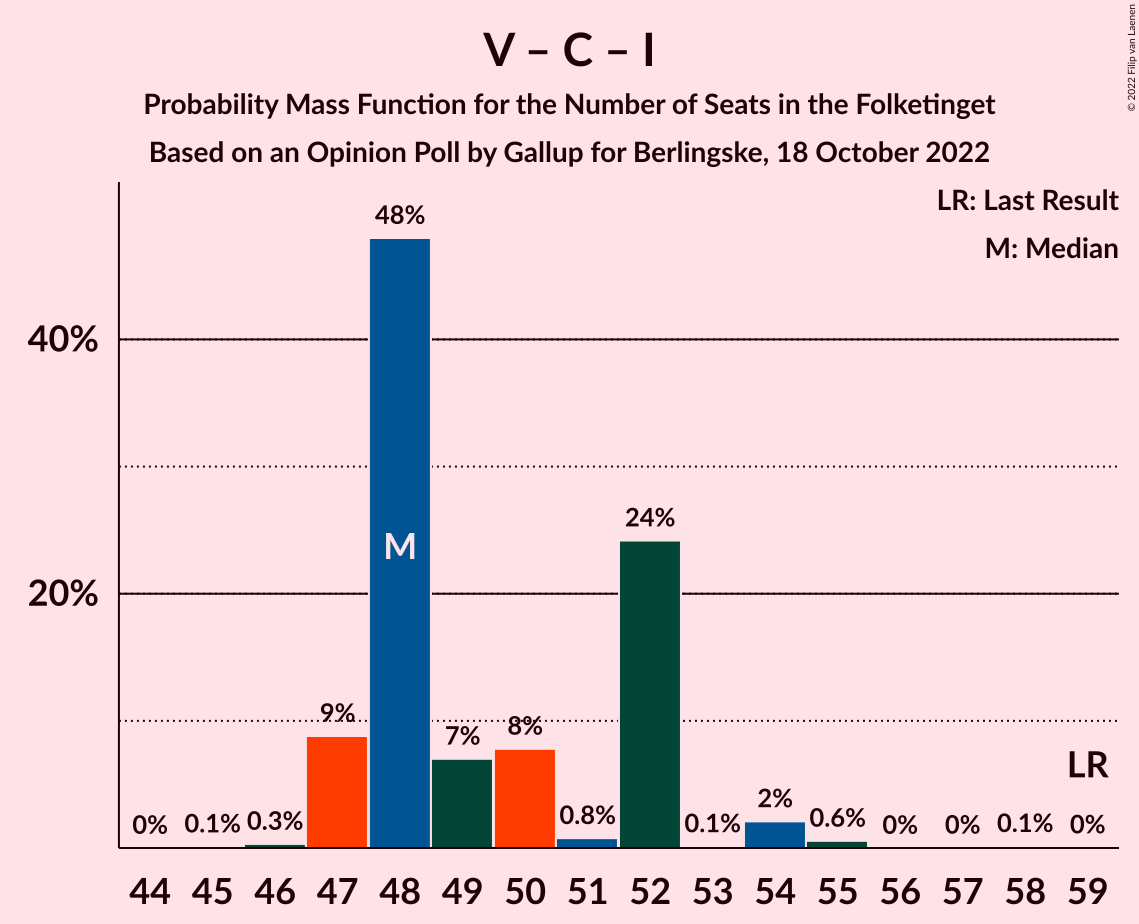 V – C – I
Probability Mass Function for the Number of Seats in the Folketinget
Based on an Opinion Poll by Gallup for Berlingske, 18 October 2022
© 2022 Filip van Laenen
LR: Last Result
M: Median
48%
40%
M
24%
20%
9%
7%
8%
LR
0%
0.1%
0.3%
0.8%
0.1%
2%
0.6%
0%
0%
0.1%
0%
44 45 46 47 48 49 50 51 52 53 54 55 56 57 58 59